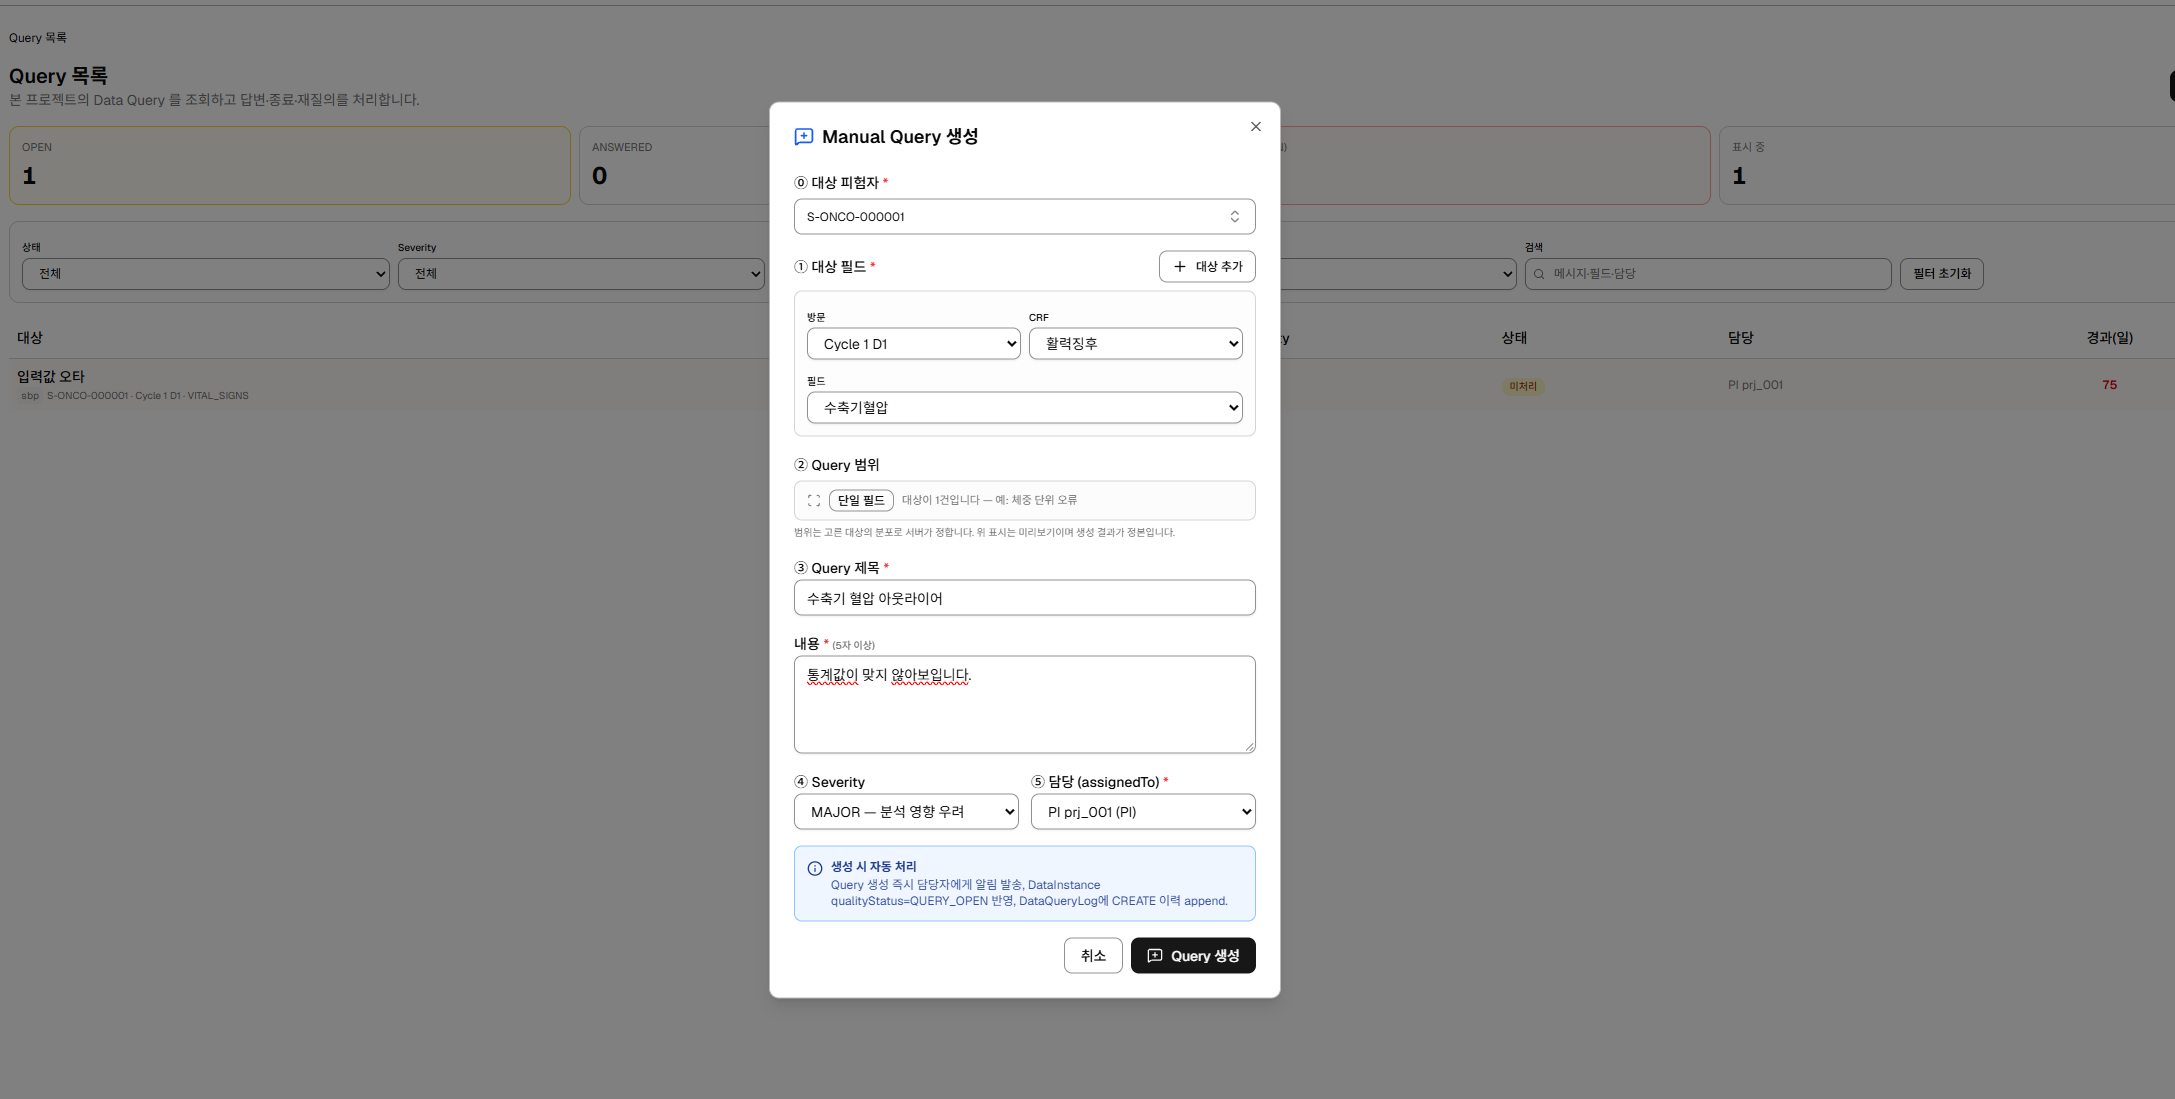 Query 목록
Query 목록
본 프로젝트의 Data Query 를 조회하고 답변·종료·재질의를 처리합니다.
OPEN
1
ANSWERED
0
표시 중
1
상태
전체
Severity
전체
검색
메시지·필드·담당
필터 초기화
대상
상태
담당
경과(일)
입력값 오타
sbp S-ONCO-000001 · Cycle 1 D1 · VITAL_SIGNS
미처리
PI prj_001
75
Manual Query 생성
⓪ 대상 피험자 *
S-ONCO-000001
① 대상 필드 *
+ 대상 추가
방문
CRF
Cycle 1 D1
활력징후
필드
수축기혈압
② Query 범위
단일 필드 대상이 1건입니다 — 예: 체중 단위 오류
범위는 고른 대상의 분포로 서버가 정합니다. 위 표시는 미리보기이며 생성 결과가 정본입니다.
③ Query 제목 *
수축기 혈압 아웃라이어
내용 * (5자 이상)
통계값이 맞지 않아보입니다.
④ Severity
⑤ 담당 (assignedTo) *
MAJOR — 분석 영향 우려
PI prj_001 (PI)
생성 시 자동 처리
Query 생성 즉시 담당자에게 알림 발송, DataInstance
qualityStatus=QUERY_OPEN 반영, DataQueryLog에 CREATE 이력 append.
취소
Query 생성